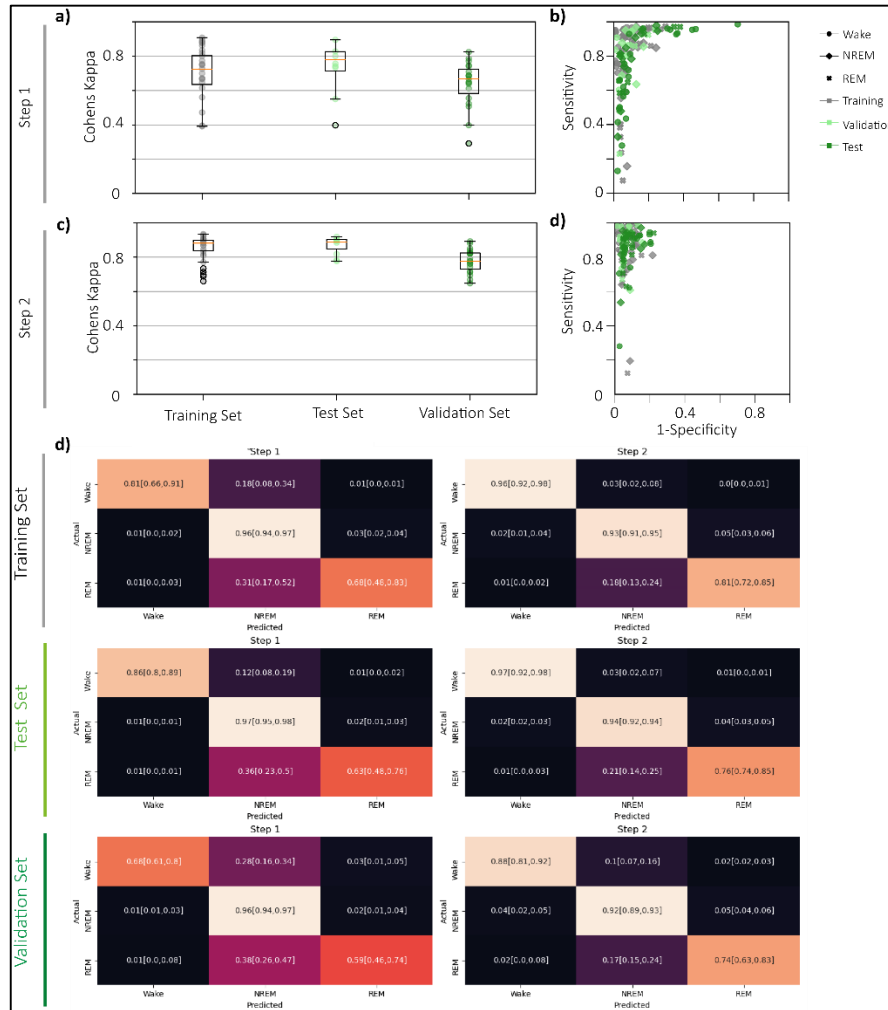 a)
b)
Step 1
Cohens Kappa
0.8
0.4
0
Sensitivity
0.8
0.4
0
Wake
NREM
REM
Training
Validation
Test
c)
d)
Step 2
Cohens Kappa
0.8
0.4
0
Training Set
Test Set
Validation Set
Sensitivity
0.8
0.4
0
0
0.4
0.8
1-Specificity
d)
Training Set
Step 1
Step 2
Actual
Wake
NREM
REM
0.81[0.66,0.91] 0.18[0.08,0.34] 0.01[0.0,0.01]
0.01[0.0,0.02] 0.96[0.94,0.97] 0.03[0.02,0.04]
0.01[0.0,0.03] 0.31[0.17,0.52] 0.68[0.48,0.83]
Wake NREM REM
Predicted
Actual
Wake
NREM
REM
0.96[0.92,0.98] 0.03[0.02,0.08] 0.0[0.0,0.01]
0.02[0.01,0.04] 0.93[0.91,0.95] 0.05[0.03,0.06]
0.01[0.0,0.02] 0.18[0.13,0.24] 0.81[0.72,0.85]
Wake NREM REM
Predicted
Test Set
Step 1
Step 2
Actual
Wake
NREM
REM
0.86[0.8,0.89] 0.12[0.08,0.19] 0.01[0.0,0.02]
0.01[0.0,0.01] 0.97[0.95,0.98] 0.02[0.01,0.03]
0.01[0.0,0.01] 0.36[0.23,0.5] 0.63[0.48,0.76]
Wake NREM REM
Predicted
Actual
Wake
NREM
REM
0.97[0.92,0.98] 0.03[0.02,0.07] 0.01[0.0,0.01]
0.02[0.02,0.03] 0.94[0.92,0.94] 0.04[0.03,0.05]
0.01[0.0,0.03] 0.21[0.14,0.25] 0.76[0.74,0.85]
Wake NREM REM
Predicted
Validation Set
Step 1
Step 2
Actual
Wake
NREM
REM
0.68[0.61,0.8] 0.28[0.16,0.34] 0.03[0.01,0.05]
0.01[0.01,0.03] 0.96[0.94,0.97] 0.02[0.01,0.04]
0.01[0.0,0.08] 0.38[0.26,0.47] 0.59[0.46,0.74]
Wake NREM REM
Predicted
Actual
Wake
NREM
REM
0.88[0.81,0.92] 0.1[0.07,0.16] 0.02[0.02,0.03]
0.04[0.02,0.05] 0.92[0.89,0.93] 0.05[0.04,0.06]
0.02[0.0,0.08] 0.17[0.15,0.24] 0.74[0.63,0.83]
Wake NREM REM
Predicted